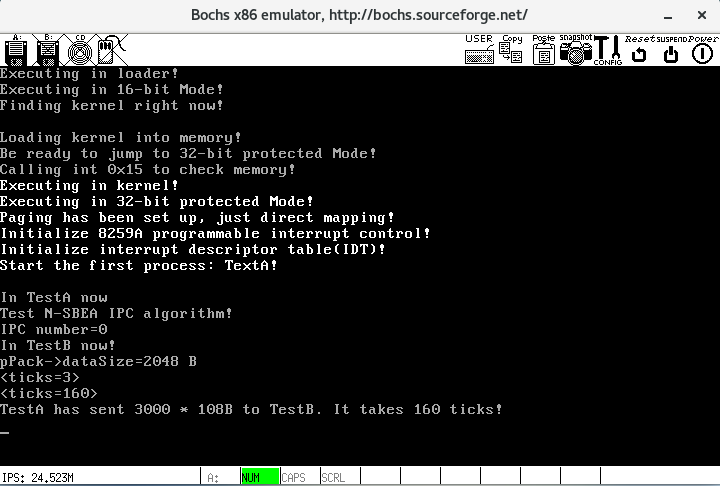 Bochs x86 emulator, http://bochs.sourceforge.net/
A: B: CD USER Copy Paste snapshot CONFIG Reset SUSPEND Power
Executing in loader!
Executing in 16-bit Mode!
Finding kernel right now!
Loading kernel into memory!
Be ready to jump to 32-bit protected Mode!
Calling int 0x15 to check memory!
Executing in kernel!
Executing in 32-bit protected Mode!
Paging has been set up, just direct mapping!
Initialize 8259A programmable interrupt control!
Initialize interrupt descriptor table(IDT)!
Start the first process: TextA!
In TestA now
Test N-SBEA IPC algorithm!
IPC number=0
In TestB now!
pPack->dataSize=2048 B
<ticks=3>
<ticks=160>
TestA has sent 3000 * 108B to TestB. It takes 160 ticks!
_
IPS: 24.523M A: NUM CAPS SCRL